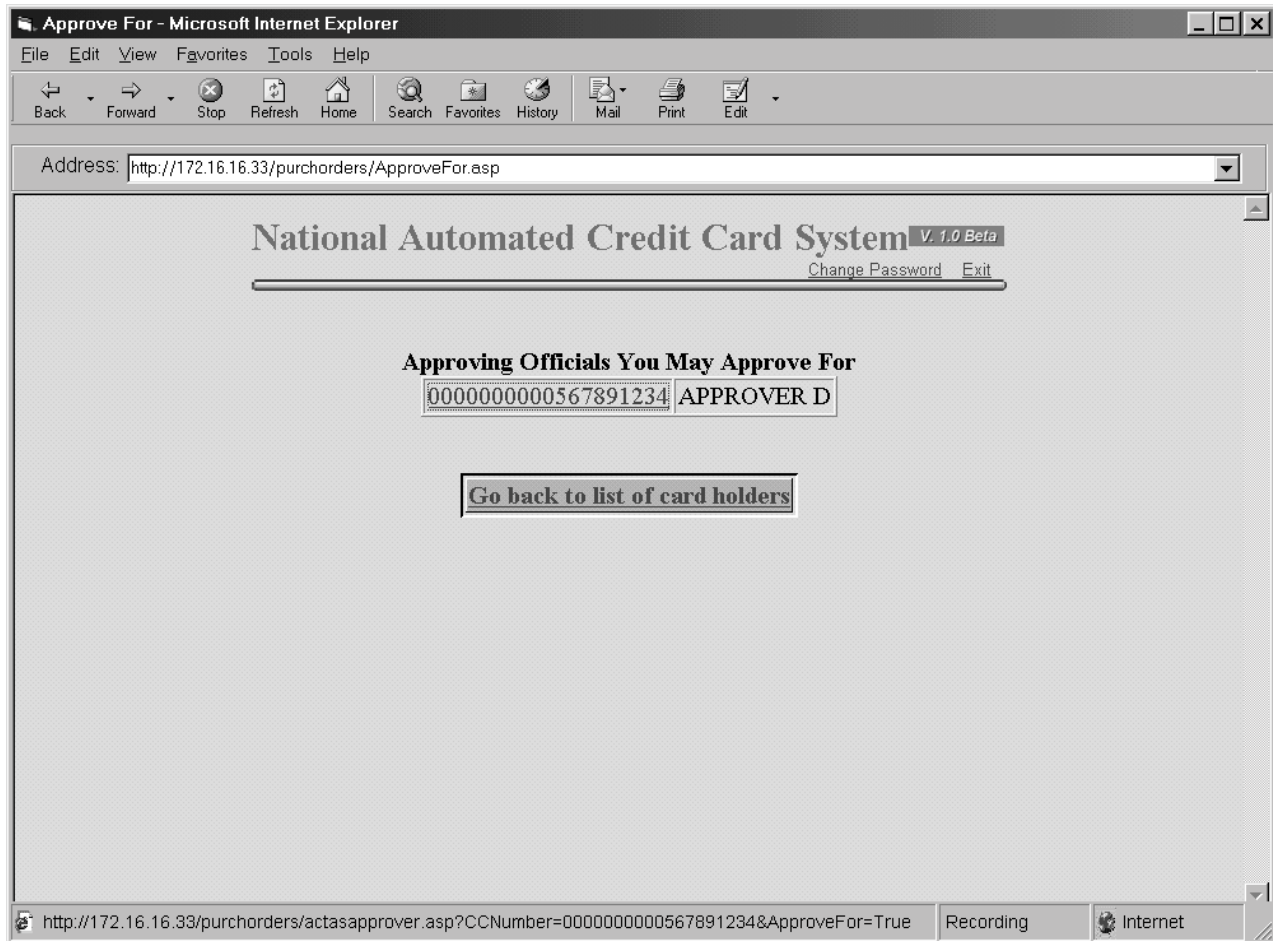 Approve For - Microsoft Internet Explorer
File Edit View Favorites Tools Help
Back Forward Stop Refresh Home Search Favorites History Mail Print Edit
Address: http://172.16.16.33/purchorders/ApproveFor.asp
National Automated Credit Card System V. 1.0 Beta
Change Password Exit
Approving Officials You May Approve For
0000000000567891234 APPROVER D
Go back to list of card holders
http://172.16.16.33/purchorders/actasapprover.asp?CCNumber=0000000000567891234&ApproveFor=True Recording Internet